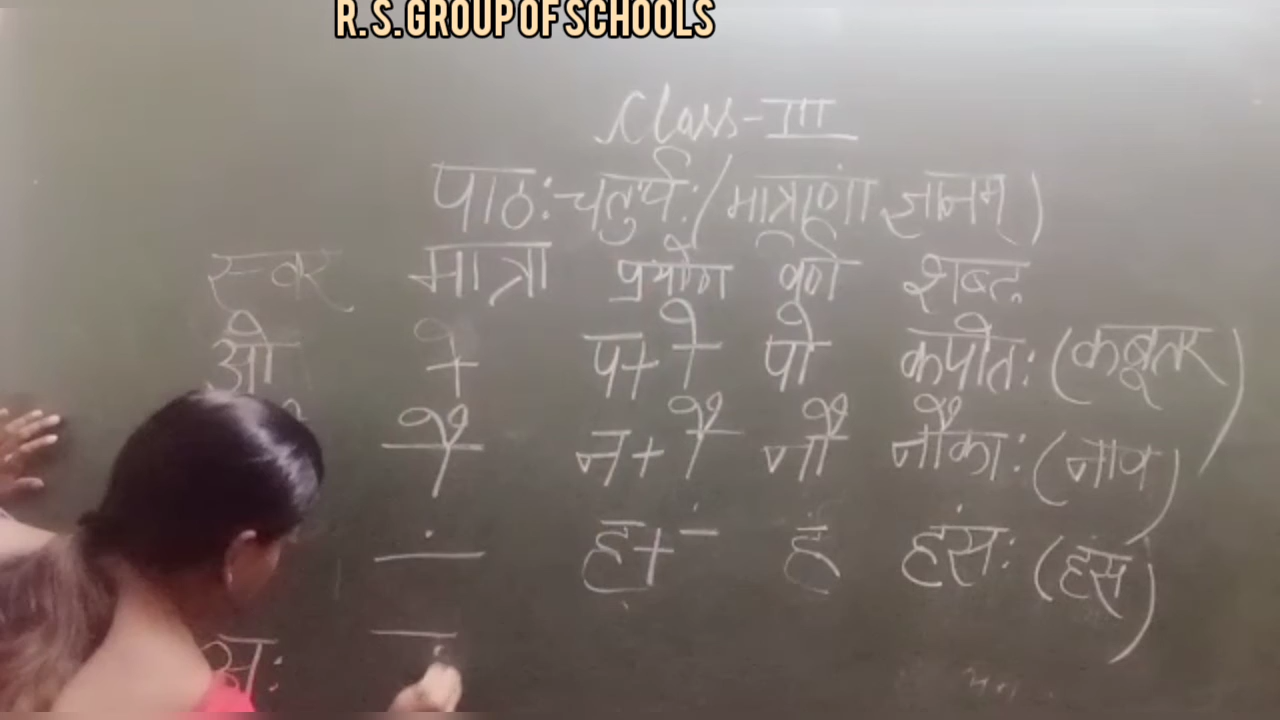 R. S. GROUP OF SCHOOLS
Class-III
पाठः-चतुर्थः (मात्राणां ज्ञानम्)
स्वर मात्रा प्रयोग वर्ण शब्द
ओ ो प+ो पो कपोतः (कबूतर)
ौ न+ौ नौ नौकाः (नाव)
ं ह+ं हं हंसः (हंस)
अः ः